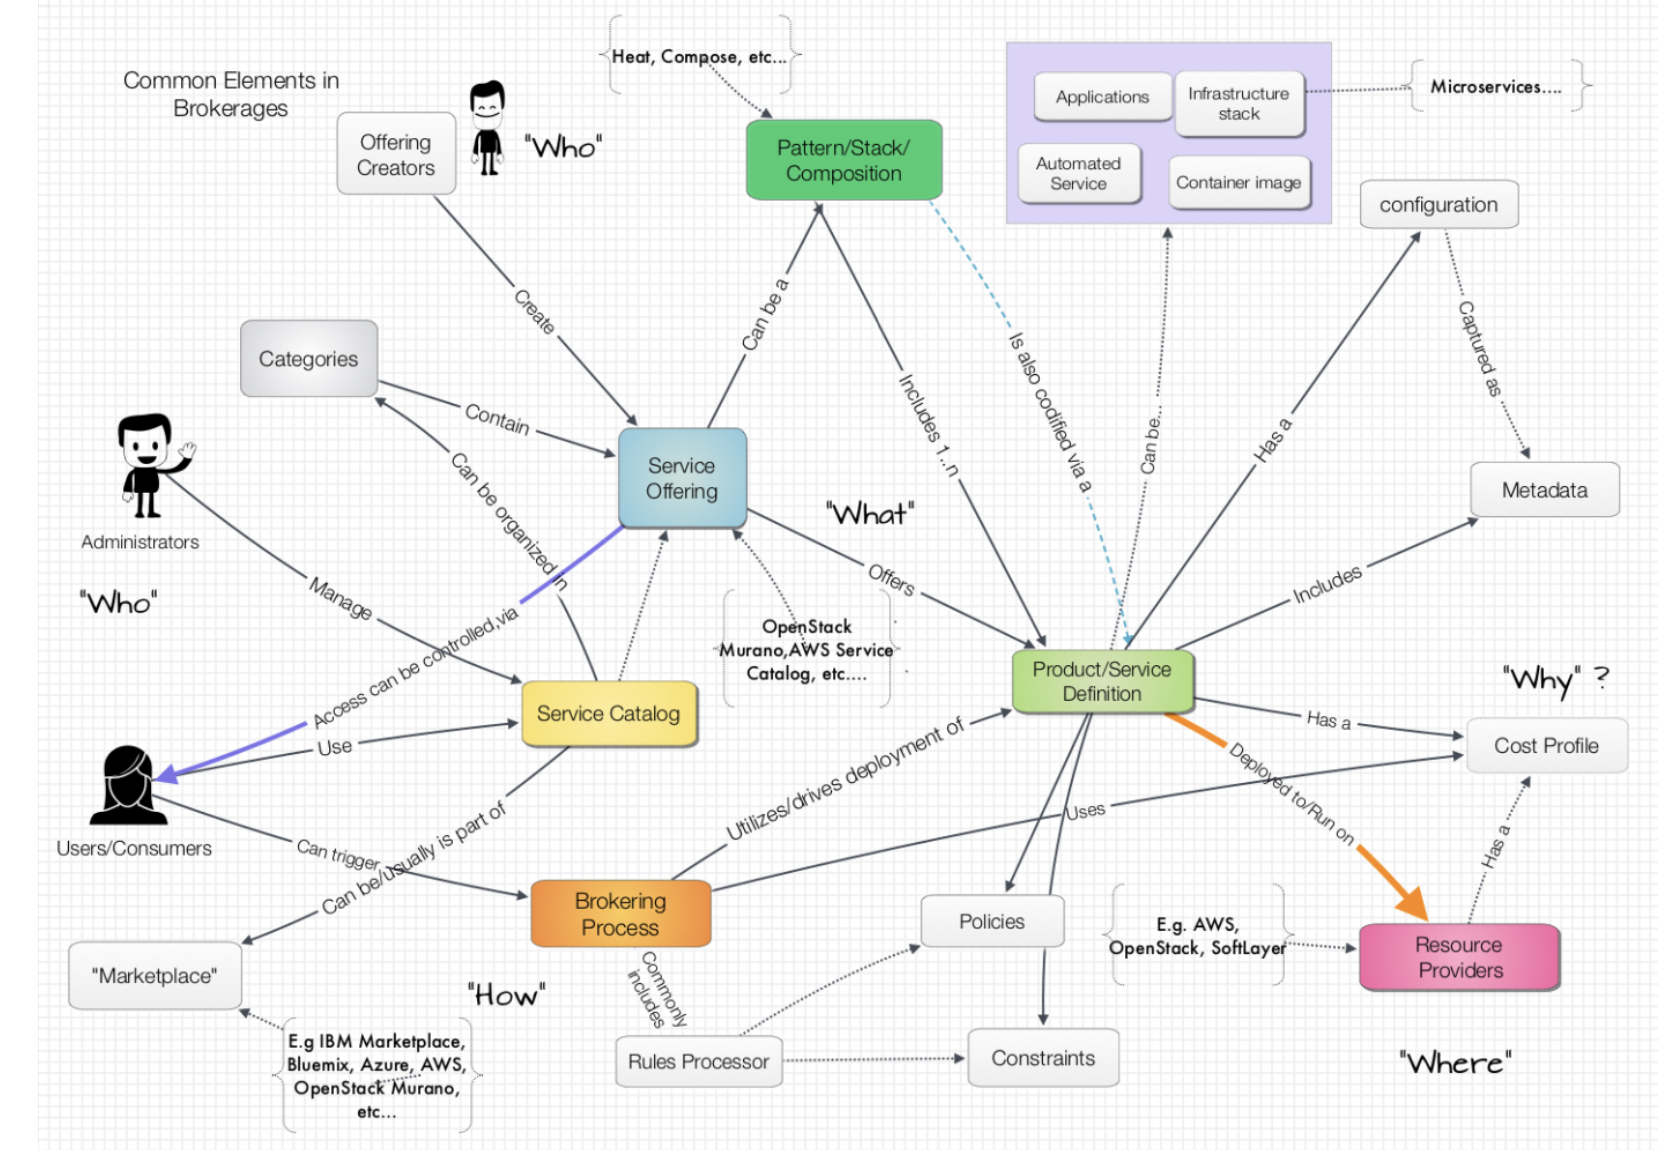 Heat, Compose, etc...
Common Elements in
Brokerages
Offering
Creators
"Who"
Pattern/Stack/
Composition
Applications
Infrastructure
stack
Automated
Service
Container image
Microservices....
configuration
Create
Can be a
Categories
Contain
Can be organized in
Service
Offering
Includes 1..n
Is also codified via a
Can be...
Has a
Captured as
Metadata
Administrators
"Who"
Manage
"What"
Offers
Includes
Access can be controlled,via
OpenStack
Murano,AWS Service
Catalog, etc....
Product/Service
Definition
"Why" ?
Service Catalog
Use
Has a
Cost Profile
Users/Consumers
Can trigger
Can be/usually is part of
Utilizes/drives deployment of
Uses
Deployed to/Run on
Has a
Brokering
Process
Policies
E.g. AWS,
OpenStack, SoftLayer
Resource
Providers
"Marketplace"
"How"
Commonly
includes
E.g IBM Marketplace,
Bluemix, Azure, AWS,
OpenStack Murano,
etc...
Rules Processor
Constraints
"Where"